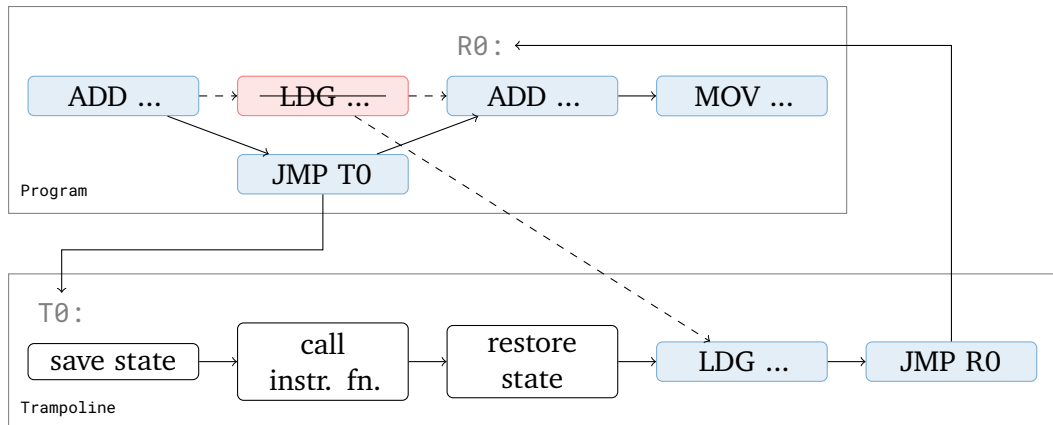 R0:
ADD ...
LDG ...
ADD ...
MOV ...
JMP T0
Program
T0:
save state
call
instr. fn.
restore
state
LDG ...
JMP R0
Trampoline